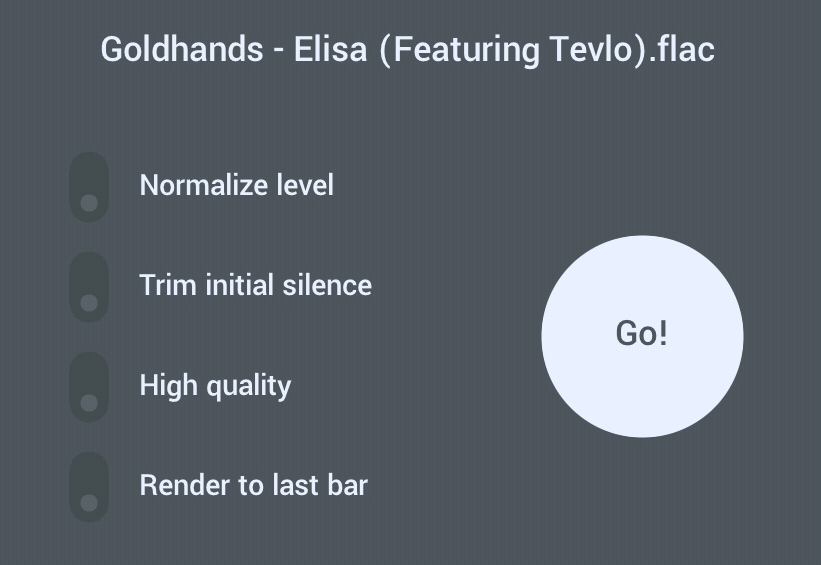 Goldhands - Elisa (Featuring Tevlo).flac
Normalize level
Trim initial silence
Go!
High quality
Render to last bar